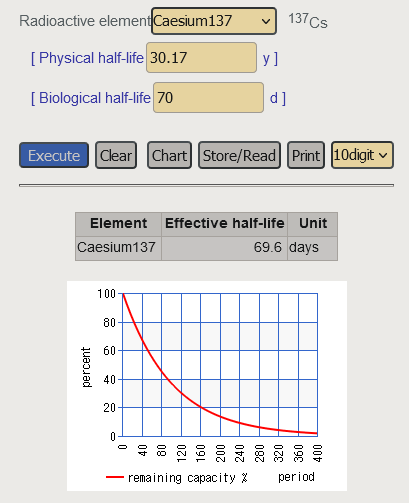 Radioactive element Caesium137 137Cs
[ Physical half-life 30.17 y ]
[ Biological half-life 70 d ]
Execute Clear Chart Store/Read Print 10digit
Element Effective half-life Unit
Caesium137 69.6 days
100
80
60
40
20
0
percent
0 40 80 120 160 200 240 280 320 360 400
remaining capacity % period